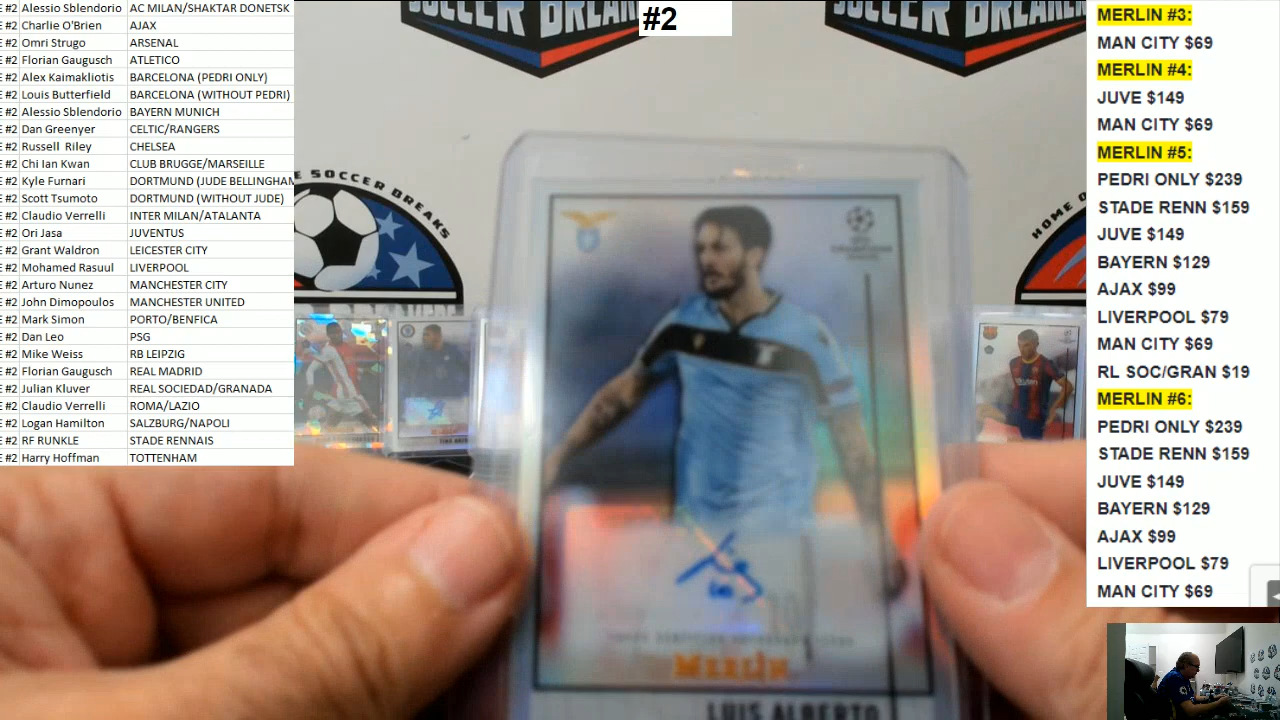 E #2 Alessio Sblendorio AC MILAN/SHAKTAR DONETSK
E #2 Charlie O'Brien AJAX
E #2 Omri Strugo ARSENAL
E #2 Florian Gaugusch ATLETICO
E #2 Alex Kaimakliotis BARCELONA (PEDRI ONLY)
E #2 Louis Butterfield BARCELONA (WITHOUT PEDRI)
E #2 Alessio Sblendorio BAYERN MUNICH
E #2 Dan Greenyer CELTIC/RANGERS
E #2 Russell Riley CHELSEA
E #2 Chi Ian Kwan CLUB BRUGGE/MARSEILLE
E #2 Kyle Furnari DORTMUND (JUDE BELLINGHAM
E #2 Scott Tsumoto DORTMUND (WITHOUT JUDE)
E #2 Claudio Verrelli INTER MILAN/ATALANTA
E #2 Ori Jasa JUVENTUS
E #2 Grant Waldron LEICESTER CITY
E #2 Mohamed Rasuul LIVERPOOL
E #2 Arturo Nunez MANCHESTER CITY
E #2 John Dimopoulos MANCHESTER UNITED
E #2 Mark Simon PORTO/BENFICA
E #2 Dan Leo PSG
E #2 Mike Weiss RB LEIPZIG
E #2 Florian Gaugusch REAL MADRID
E #2 Julian Kluver REAL SOCIEDAD/GRANADA
E #2 Claudio Verrelli ROMA/LAZIO
E #2 Logan Hamilton SALZBURG/NAPOLI
E #2 RF RUNKLE STADE RENNAIS
E #2 Harry Hoffman TOTTENHAM
SOCCER BREAKER
#2
SOCCER BREAKER
E SOCCER BREAKS
HOME O
MERLIN
LUIS ALBERTO
MERLIN #3:
MAN CITY $69
MERLIN #4:
JUVE $149
MAN CITY $69
MERLIN #5:
PEDRI ONLY $239
STADE RENN $159
JUVE $149
BAYERN $129
AJAX $99
LIVERPOOL $79
MAN CITY $69
RL SOC/GRAN $19
MERLIN #6:
PEDRI ONLY $239
STADE RENN $159
JUVE $149
BAYERN $129
AJAX $99
LIVERPOOL $79
MAN CITY $69